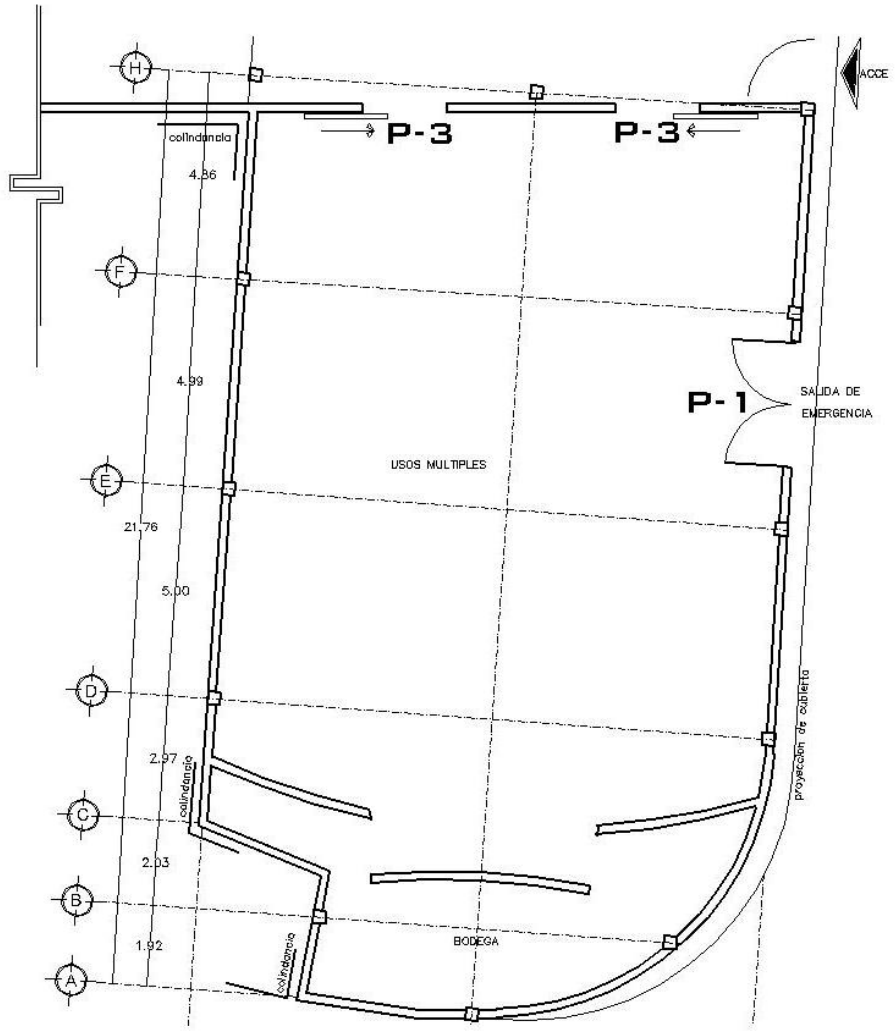 H
ACCE
P-3
P-3
colindancia
4.86
F
4.99
P-1
SALIDA DE
EMERGENCIA
USOS MULTIPLES
E
21.76
5.00
D
proyeccion de cubierta
2.97
colindancia
C
2.03
B
BODEGA
1.92
colindancia
A